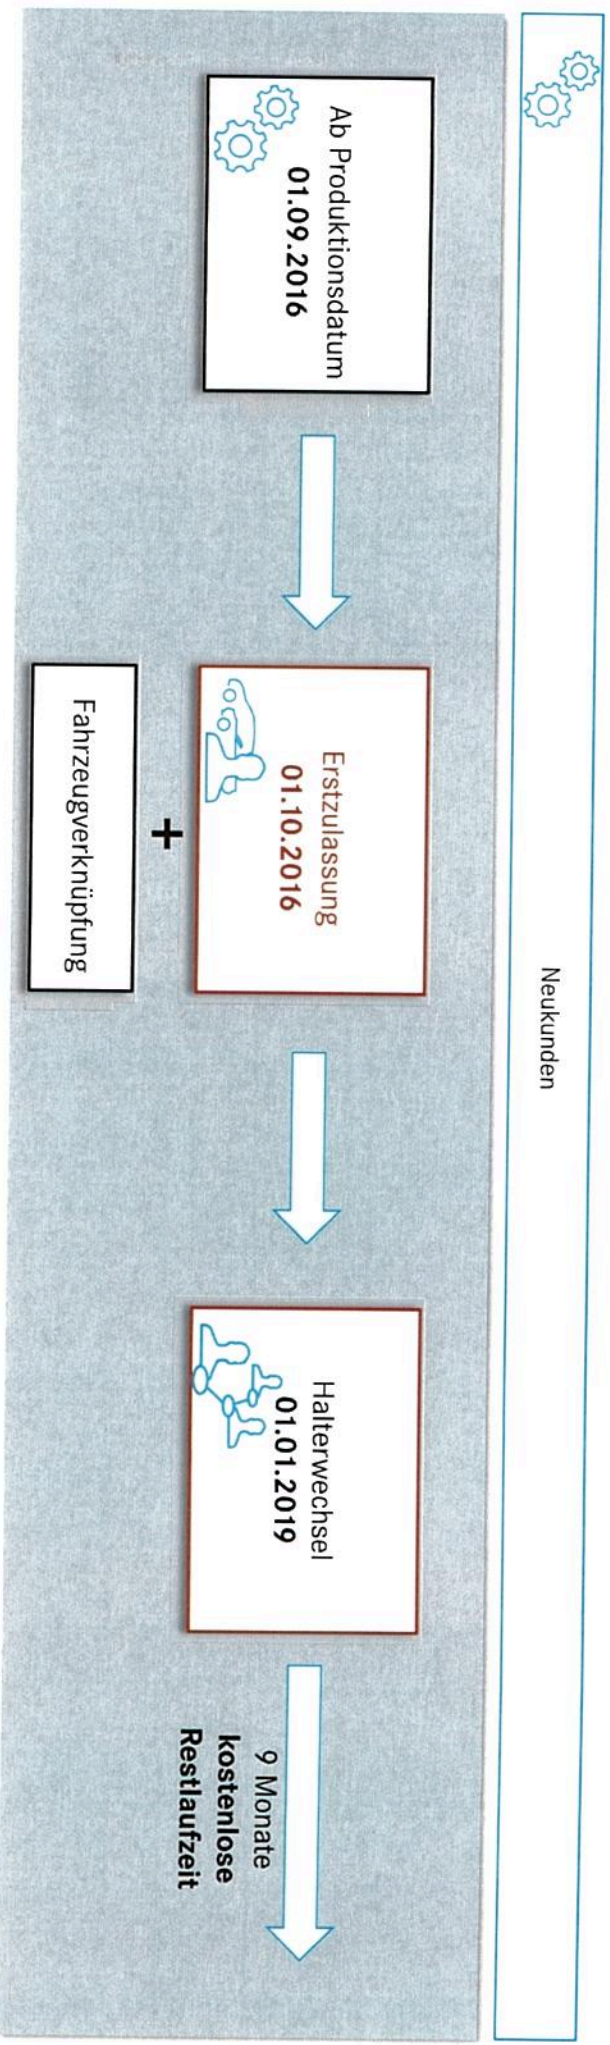 Neukunden
Ab Produktionsdatum
01.09.2016
Erstzulassung
01.10.2016
+
Fahrzeugverknüpfung
Halterwechsel
01.01.2019
9 Monate
kostenlose
Restlaufzeit